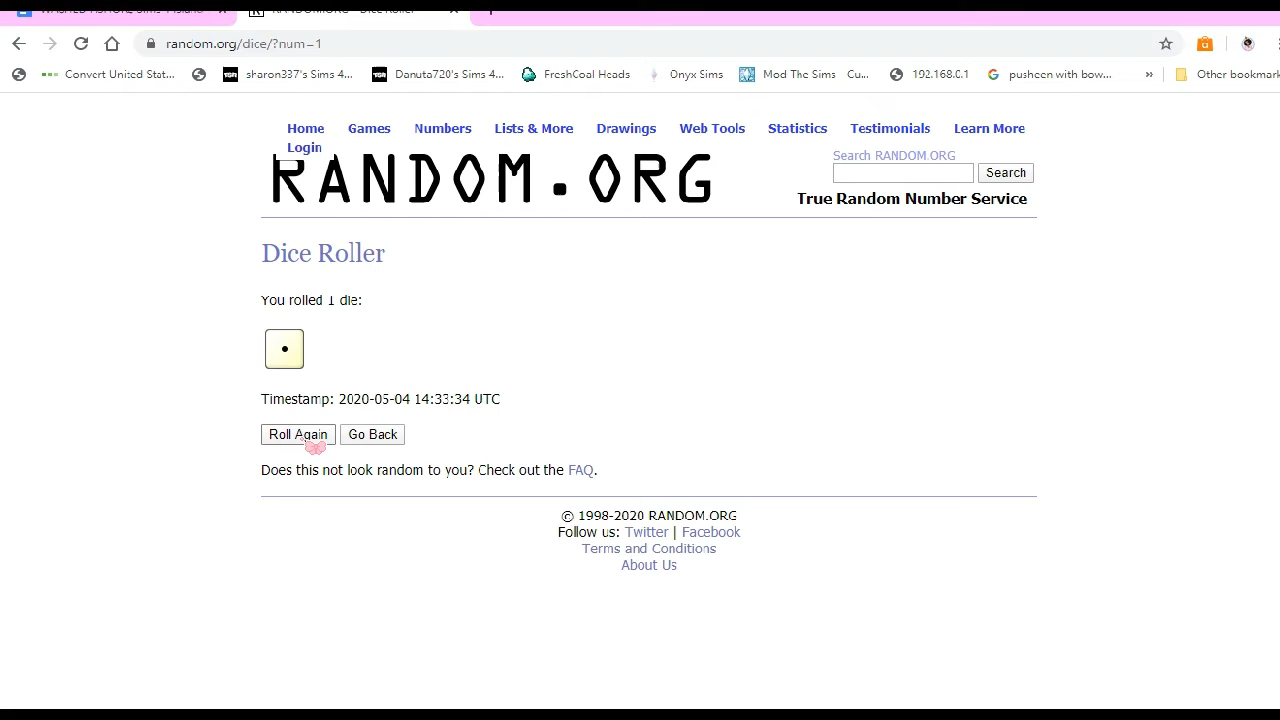 random.org/dice/?num=1
Convert United Stat... sharon337's Sims 4... Danuta720's Sims 4... FreshCoal Heads Onyx Sims Mod The Sims - Cu... 192.168.0.1 pusheen with bow... » Other bookmark
Home Games Numbers Lists & More Drawings Web Tools Statistics Testimonials Learn More
Login
RANDOM.ORG
Search RANDOM.ORG
Search
True Random Number Service
Dice Roller
You rolled 1 die:
Timestamp: 2020-05-04 14:33:34 UTC
Roll Again Go Back
Does this not look random to you? Check out the FAQ.
© 1998-2020 RANDOM.ORG
Follow us: Twitter | Facebook
Terms and Conditions
About Us